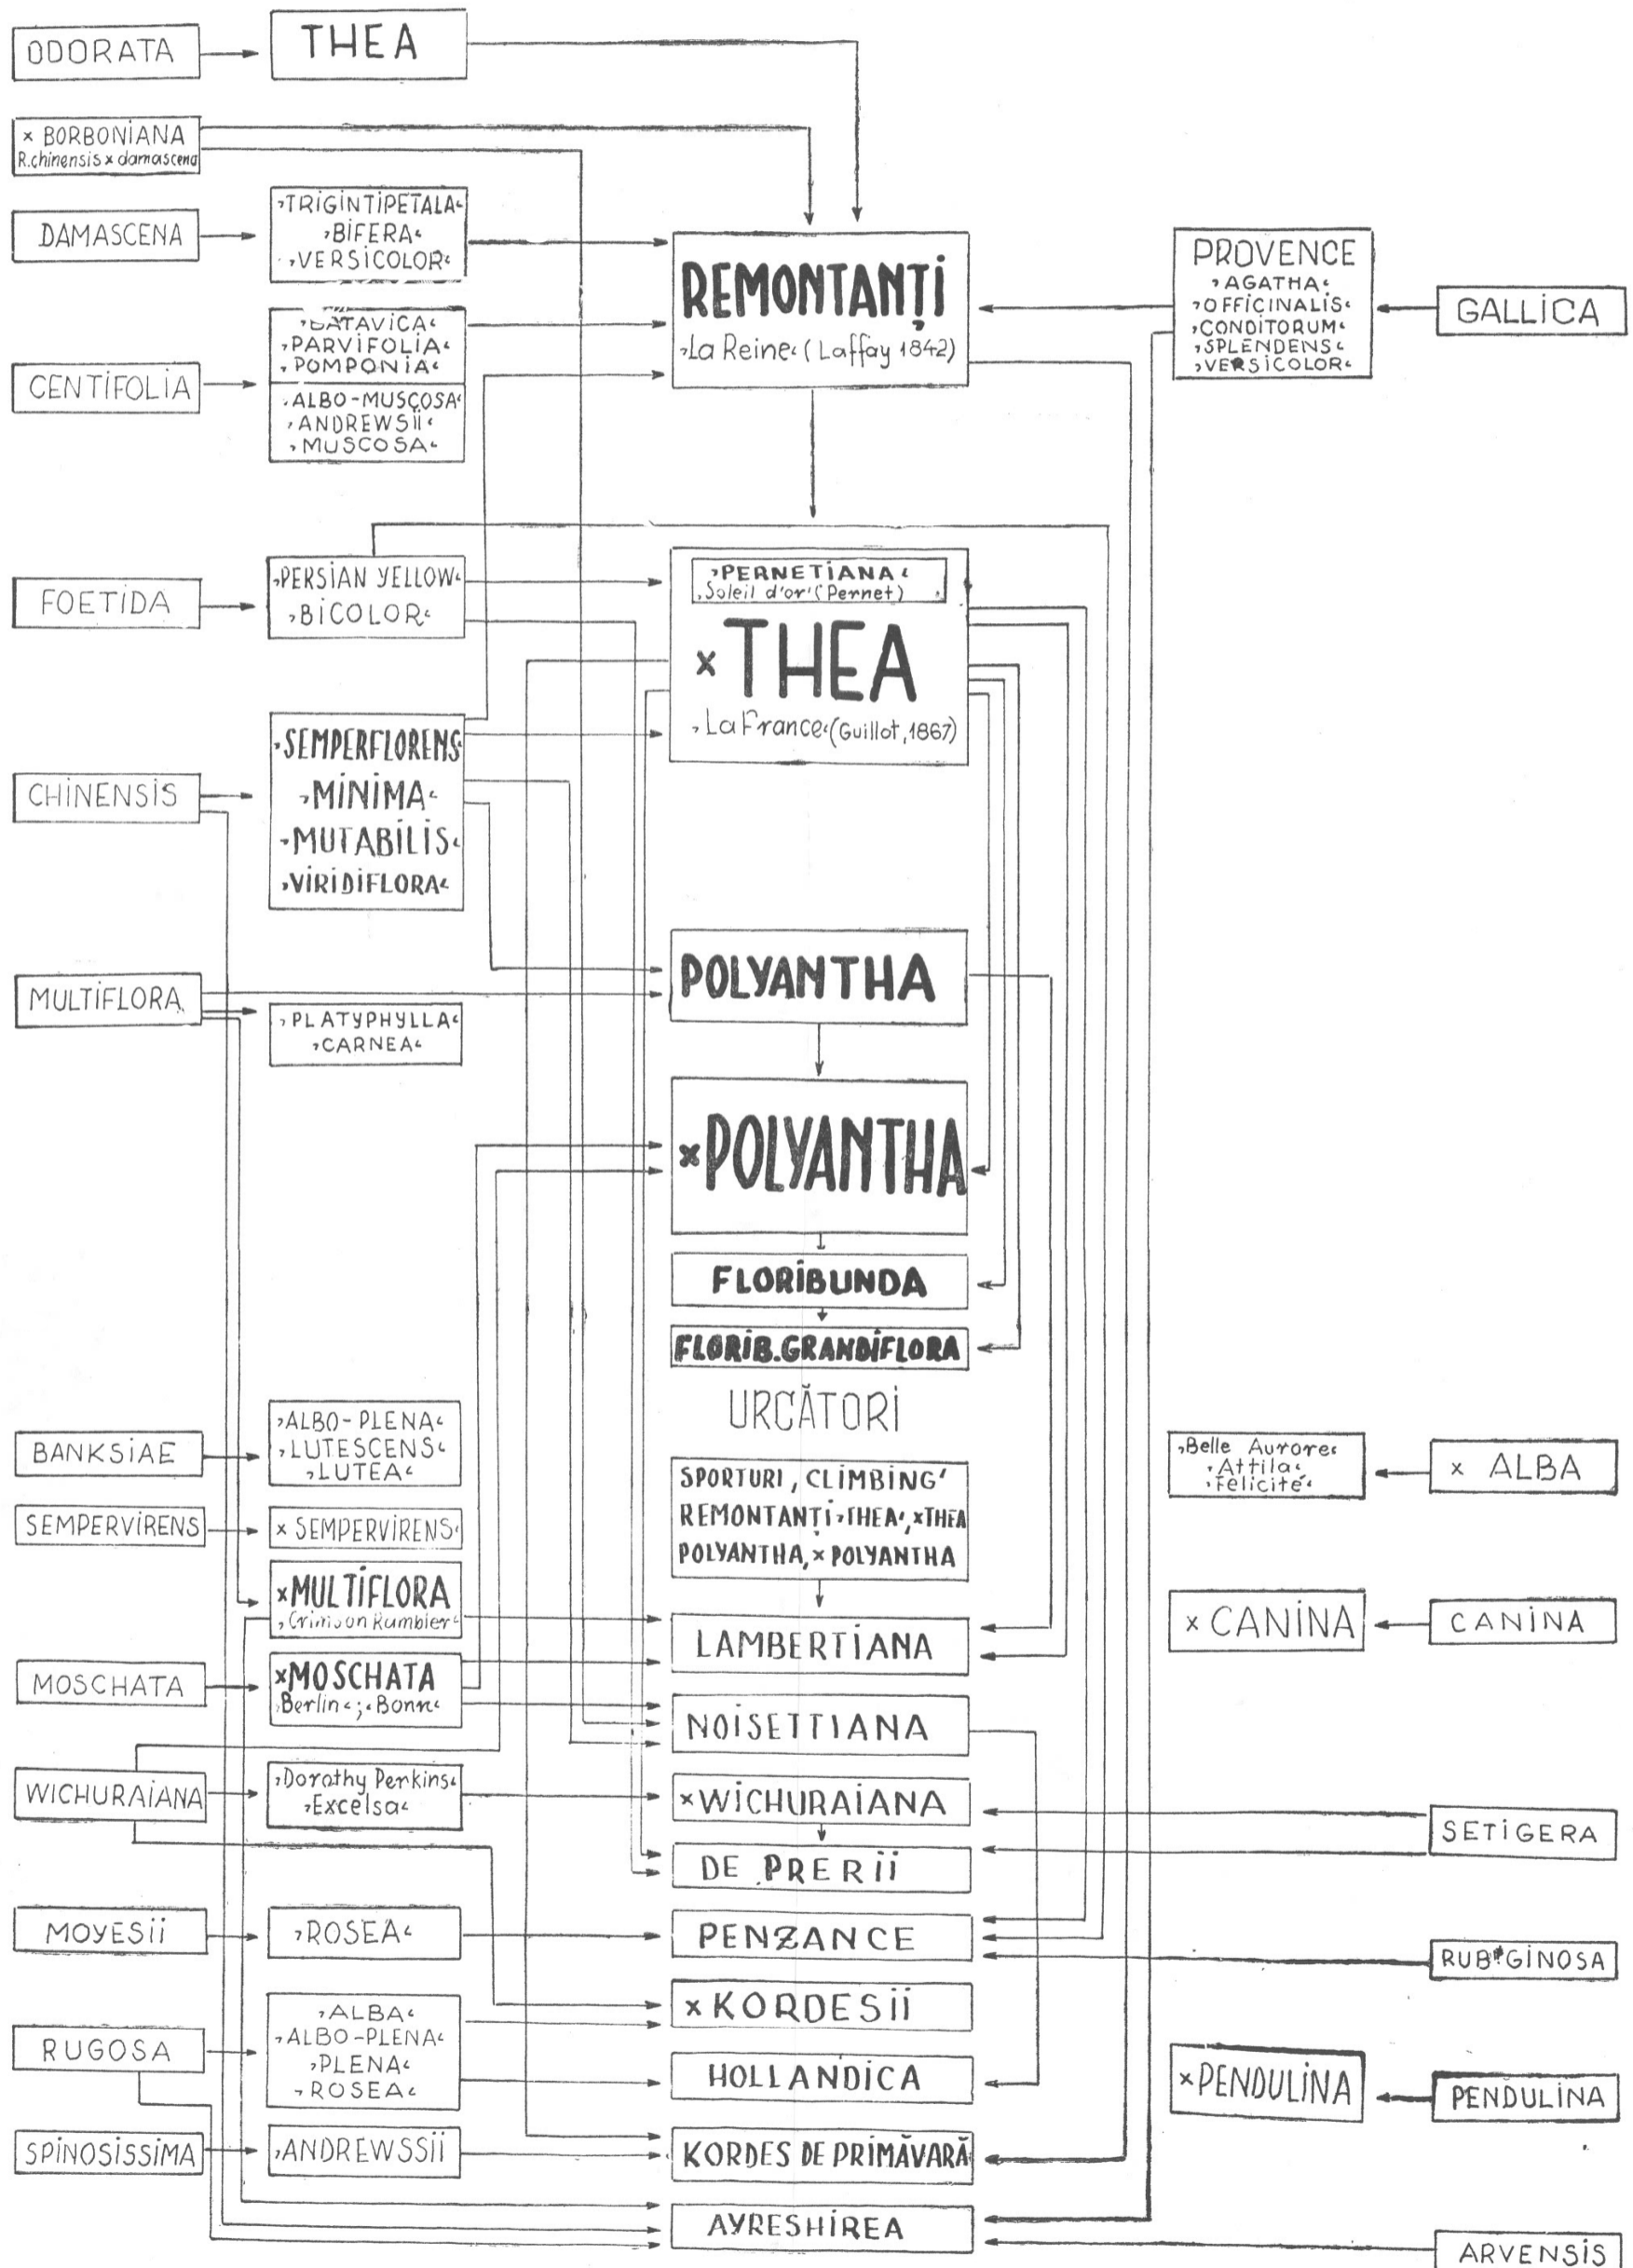 ODORATA
THEA
× BORBONIANA
R.chinensis × damascena
DAMASCENA
‚TRIGINTIPETALA‘
‚BIFERA‘
‚VERSICOLOR‘
REMONTANȚI
‚La Reine‘ (Laffay 1842)
PROVENCE
‚AGATHA‘
‚OFFICINALIS‘
‚CONDITORUM‘
‚SPLENDENS‘
‚VERSICOLOR‘
GALLICA
CENTIFOLIA
‚BATAVICA‘
‚PARVIFOLIA‘
‚POMPONIA‘
‚ALBO-MUSCOSA‘
‚ANDREWSII‘
‚MUSCOSA‘
FOETIDA
‚PERSIAN YELLOW‘
‚BICOLOR‘
‚PERNETIANA‘
‚Soleil d'or‘ (Pernet)
× THEA
‚La France‘ (Guillot, 1867)
CHINENSIS
‚SEMPERFLORENS‘
‚MINIMA‘
‚MUTABILIS‘
‚VIRIDIFLORA‘
MULTIFLORA
‚PLATYPHYLLA‘
‚CARNEA‘
POLYANTHA
×POLYANTHA
FLORIBUNDA
FLORIB.GRANDIFLORA
URCĂTORI
SPORTURI ‚CLIMBING‘
REMONTANȚI ‚THEA‘, ×THEA
POLYANTHA, × POLYANTHA
BANKSIAE
‚ALBO-PLENA‘
‚LUTESCENS‘
‚LUTEA‘
‚Belle Aurore‘
‚Attila‘
‚Felicité‘
× ALBA
SEMPERVIRENS
× SEMPERVIRENS‘
×MULTIFLORA
‚Crimson Rambler‘
LAMBERTIANA
× CANINA
CANINA
MOSCHATA
×MOSCHATA
‚Berlin‘; ‚Bonn‘
NOISETTIANA
WICHURAIANA
‚Dorothy Perkins‘
‚Excelsa‘
×WICHURAIANA
SETIGERA
DE PRERII
MOYESII
‚ROSEA‘
PENZANCE
RUBIGINOSA
×KORDESII
RUGOSA
‚ALBA‘
‚ALBO-PLENA‘
‚PLENA‘
‚ROSEA‘
HOLLANDICA
×PENDULINA
PENDULINA
SPINOSISSIMA
‚ANDREWSSII
KORDES DE PRIMĂVARĂ
AYRESHIREA
ARVENSIS